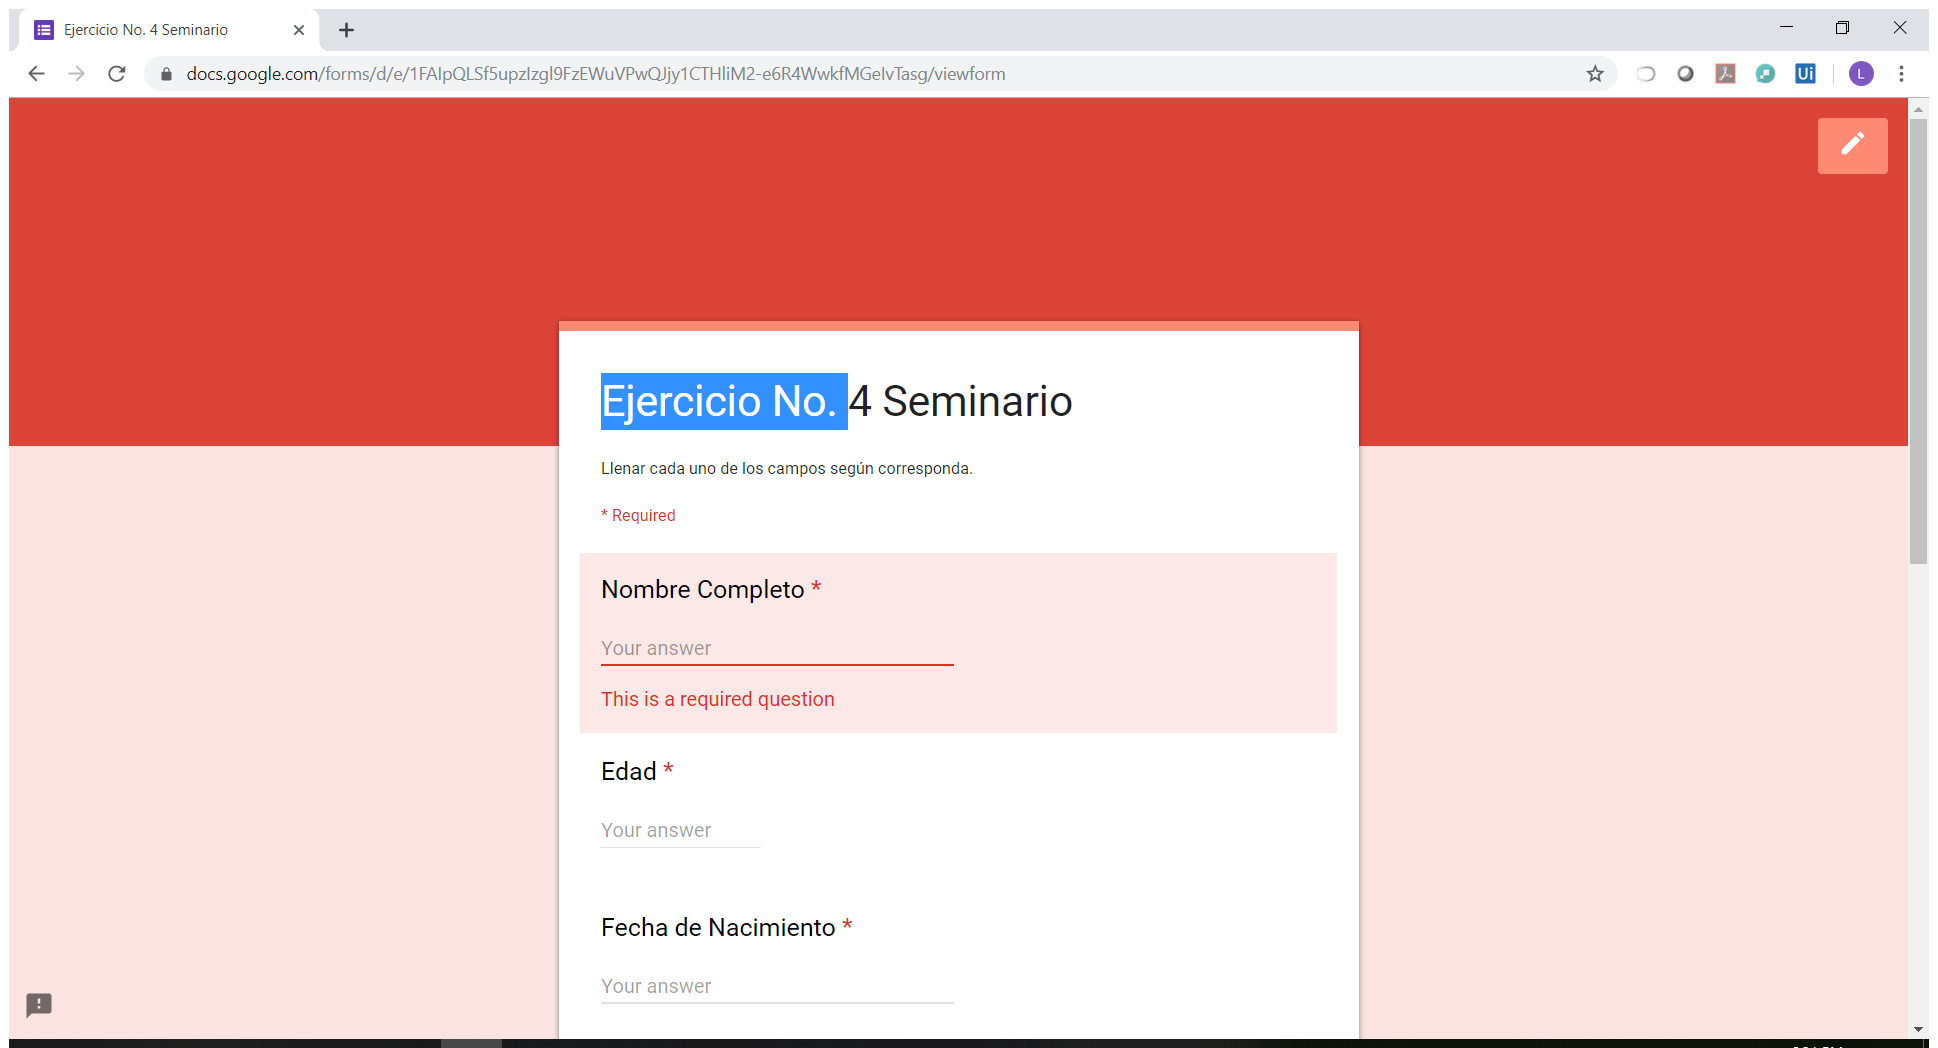 Ejercicio No. 4 Seminario
docs.google.com/forms/d/e/1FAIpQLSf5upzIzgl9FzEWuVPwQJjy1CTHliM2-e6R4WwkfMGelvTasg/viewform
Ui
L
Ejercicio No. 4 Seminario
Llenar cada uno de los campos según corresponda.
* Required
Nombre Completo *
Your answer
This is a required question
Edad *
Your answer
Fecha de Nacimiento *
Your answer